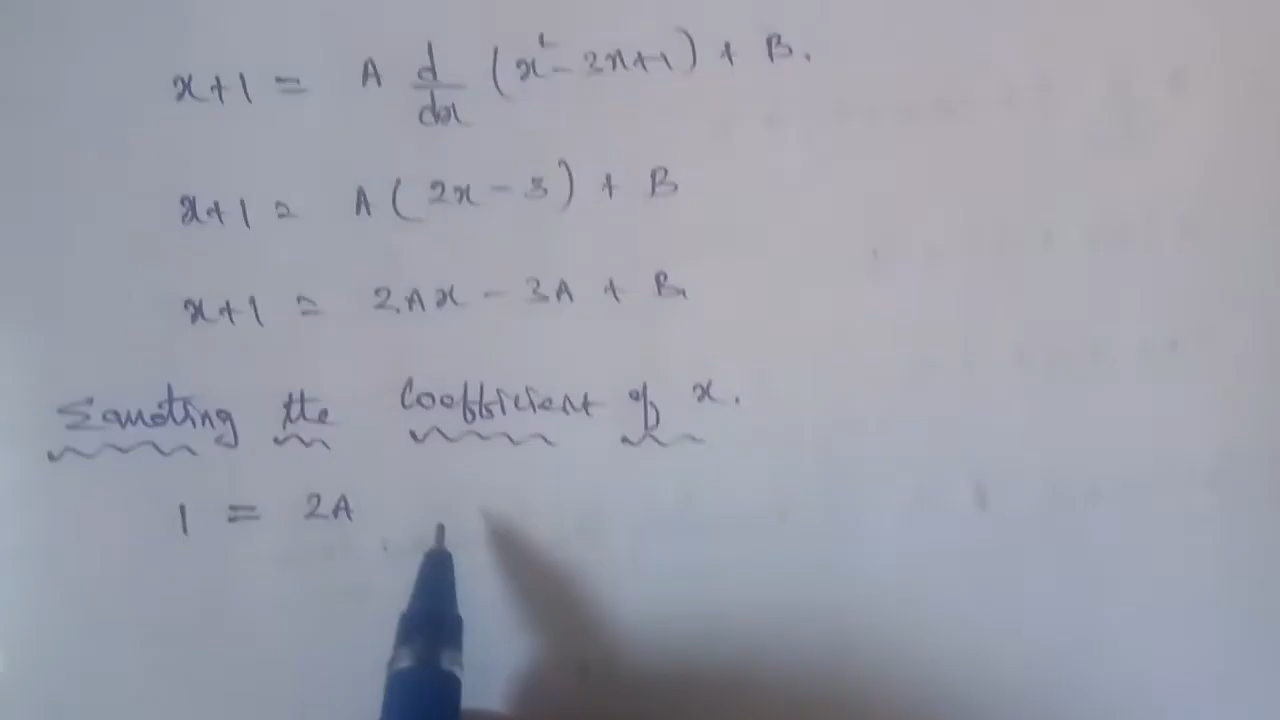 x+1 = A d/dx (x²-3x+1) + B.
x+1 = A(2x-3) + B
x+1 = 2Ax - 3A + B.
Equating the Coefficient of x.
1 = 2A